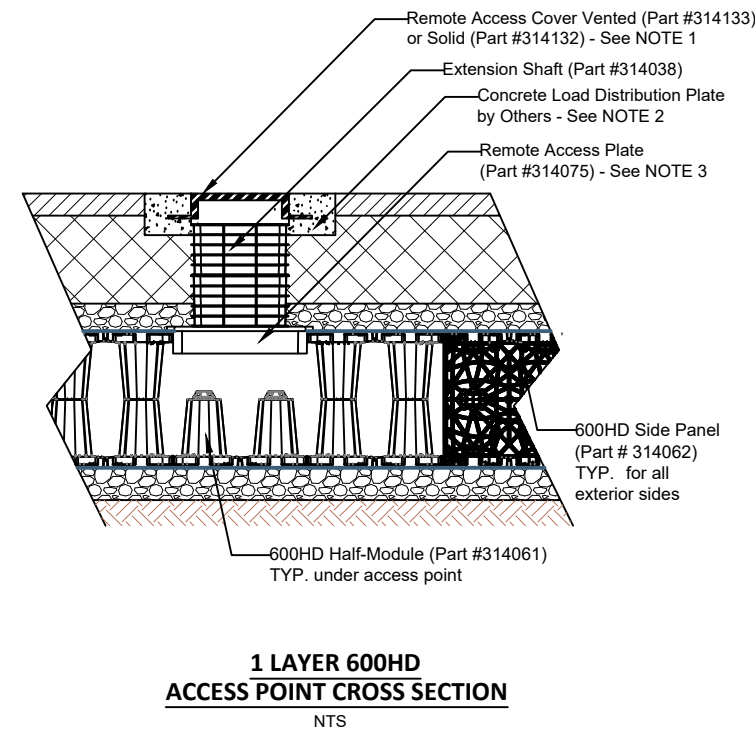 Remote Access Cover Vented (Part #314133)
or Solid (Part #314132) - See NOTE 1
Extension Shaft (Part #314038)
Concrete Load Distribution Plate
by Others - See NOTE 2
Remote Access Plate
(Part #314075) - See NOTE 3
600HD Side Panel
(Part # 314062)
TYP. for all
exterior sides
600HD Half-Module (Part #314061)
TYP. under access point
1 LAYER 600HD
ACCESS POINT CROSS SECTION
NTS